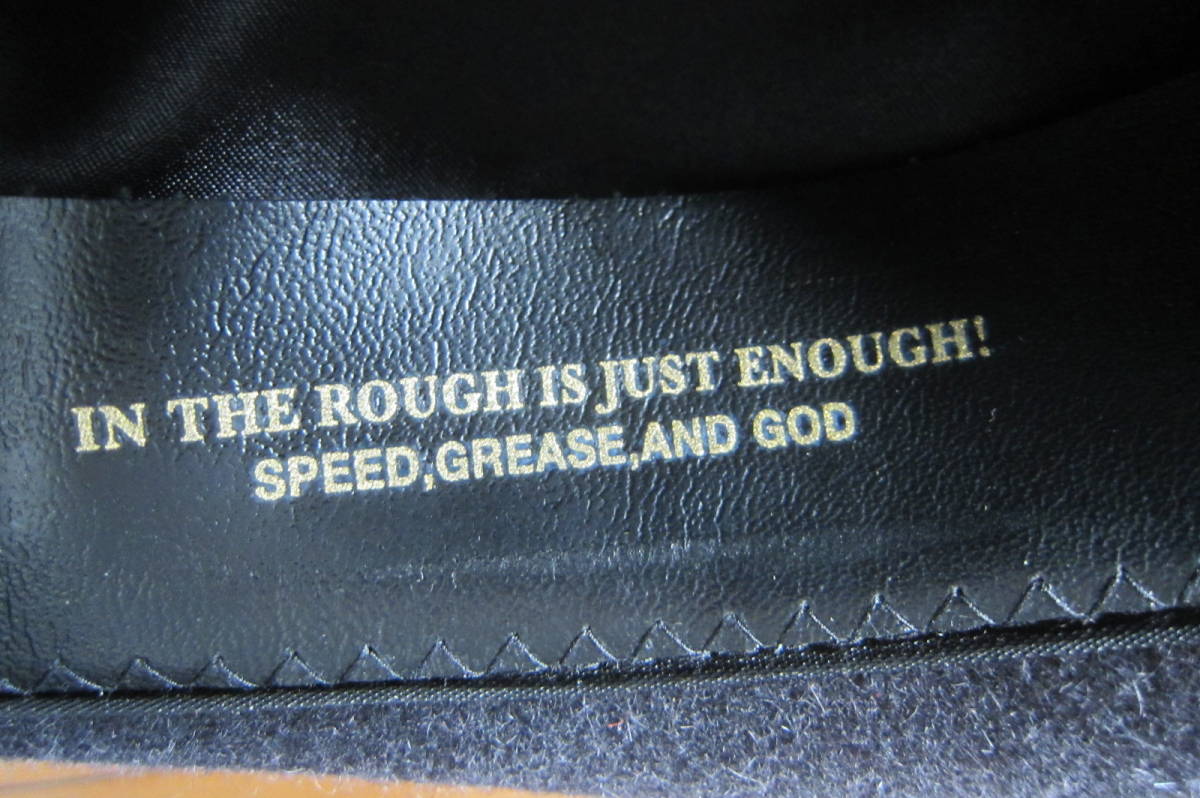 IN THE ROUGH IS JUST ENOUGH!
SPEED,GREASE,AND GOD